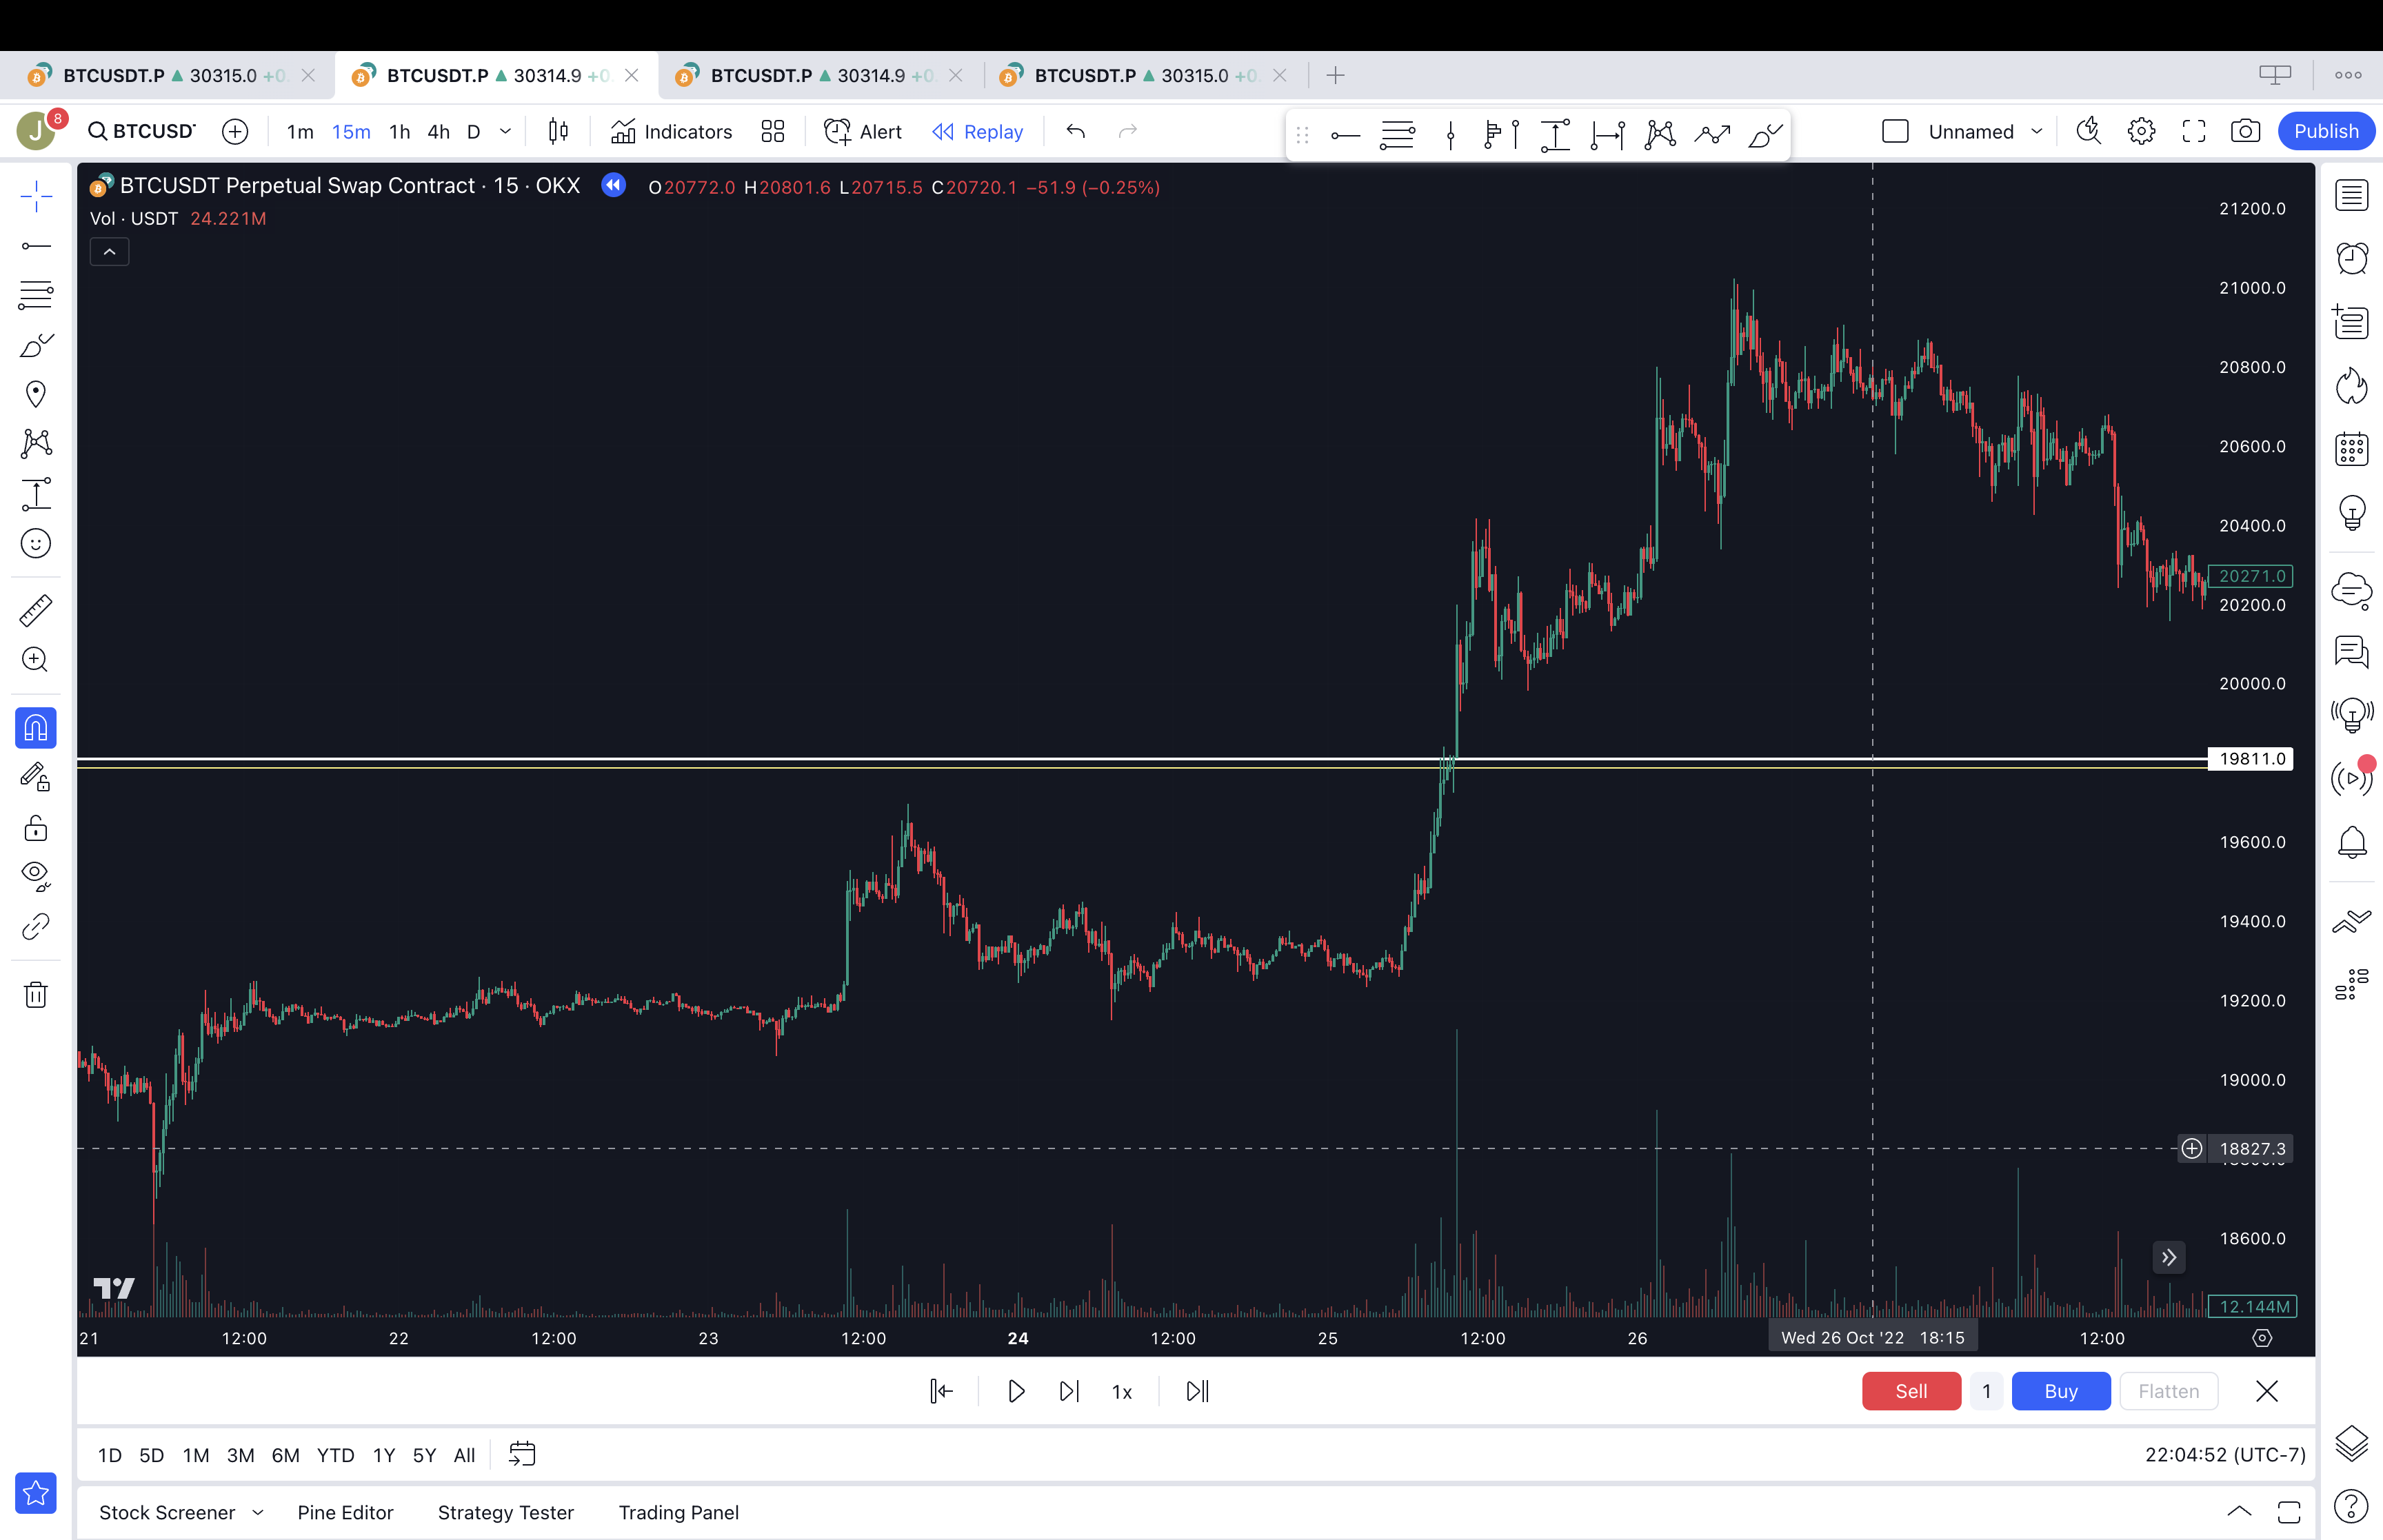 BTCUSDT.P ▲ 30315.0 +0. BTCUSDT.P ▲ 30314.9 +0. BTCUSDT.P ▲ 30314.9 +0. BTCUSDT.P ▲ 30315.0 +0.
J 8 BTCUSD 1m 15m 1h 4h D Indicators Alert Replay Unnamed Publish
BTCUSDT Perpetual Swap Contract · 15 · OKX O20772.0 H20801.6 L20715.5 C20720.1 −51.9 (−0.25%)
Vol · USDT 24.221M
21200.0
21000.0
20800.0
20600.0
20400.0
20271.0
20200.0
20000.0
19811.0
19600.0
19400.0
19200.0
19000.0
18827.3
18600.0
12.144M
21 12:00 22 12:00 23 12:00 24 12:00 25 12:00 26 Wed 26 Oct '22 18:15 12:00
1x Sell 1 Buy Flatten
1D 5D 1M 3M 6M YTD 1Y 5Y All 22:04:52 (UTC-7)
Stock Screener Pine Editor Strategy Tester Trading Panel